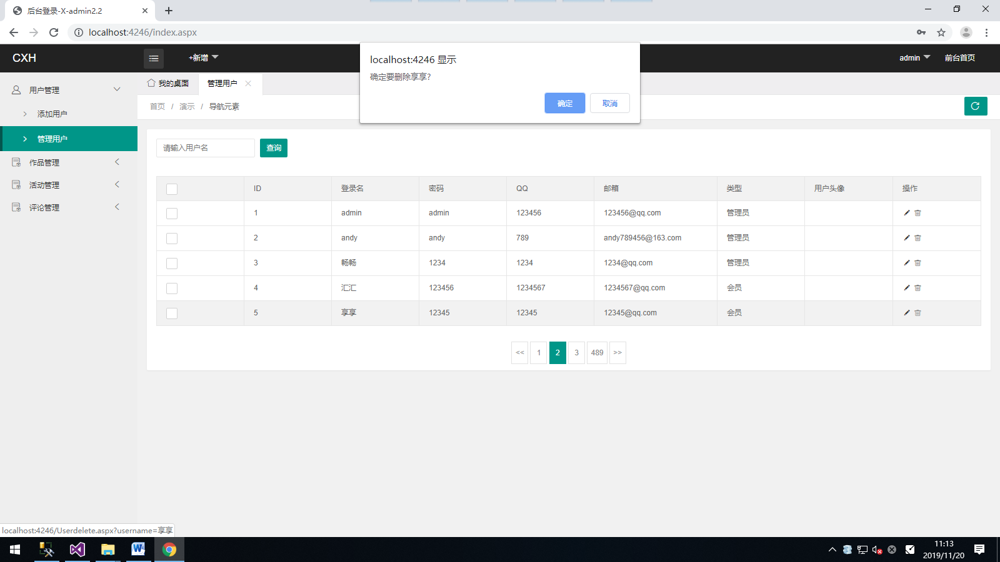 后台登录-X-admin2.2
localhost:4246/index.aspx
CXH
+新增
admin
前台首页
localhost:4246 显示
确定要删除享享?
确定
取消
用户管理
添加用户
管理用户
作品管理
活动管理
评论管理
我的桌面
管理用户
首页 / 演示 / 导航元素
请输入用户名
查询
ID 登录名 密码 QQ 邮箱 类型 用户头像 操作
1 admin admin 123456 123456@qq.com 管理员
2 andy andy 789 andy789456@163.com 管理员
3 畅畅 1234 1234 1234@qq.com 管理员
4 汇汇 123456 1234567 1234567@qq.com 会员
5 享享 12345 12345 12345@qq.com 会员
<< 1 2 3 489 >>
localhost:4246/Userdelete.aspx?username=享享
11:13
2019/11/20